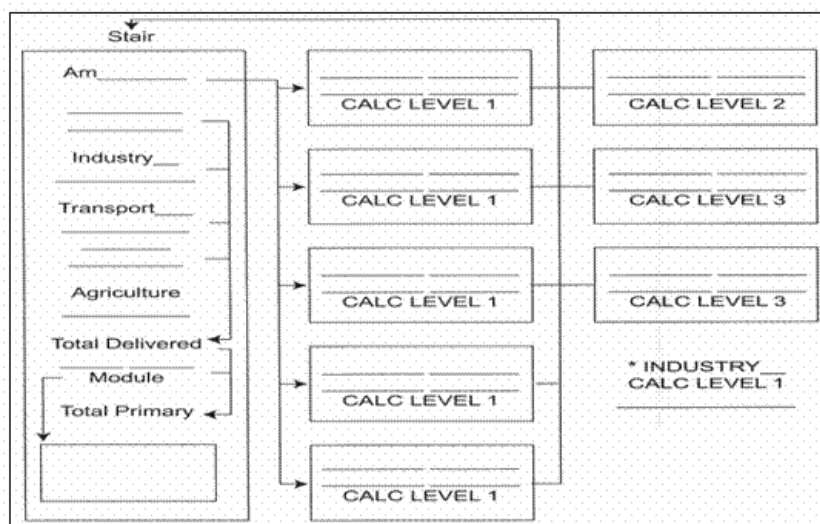 Stair
Am
Industry
Transport
Agriculture
Total Delivered
Module
Total Primary
CALC LEVEL 1
CALC LEVEL 2
CALC LEVEL 1
CALC LEVEL 3
CALC LEVEL 1
CALC LEVEL 3
CALC LEVEL 1
* INDUSTRY
CALC LEVEL 1
CALC LEVEL 1